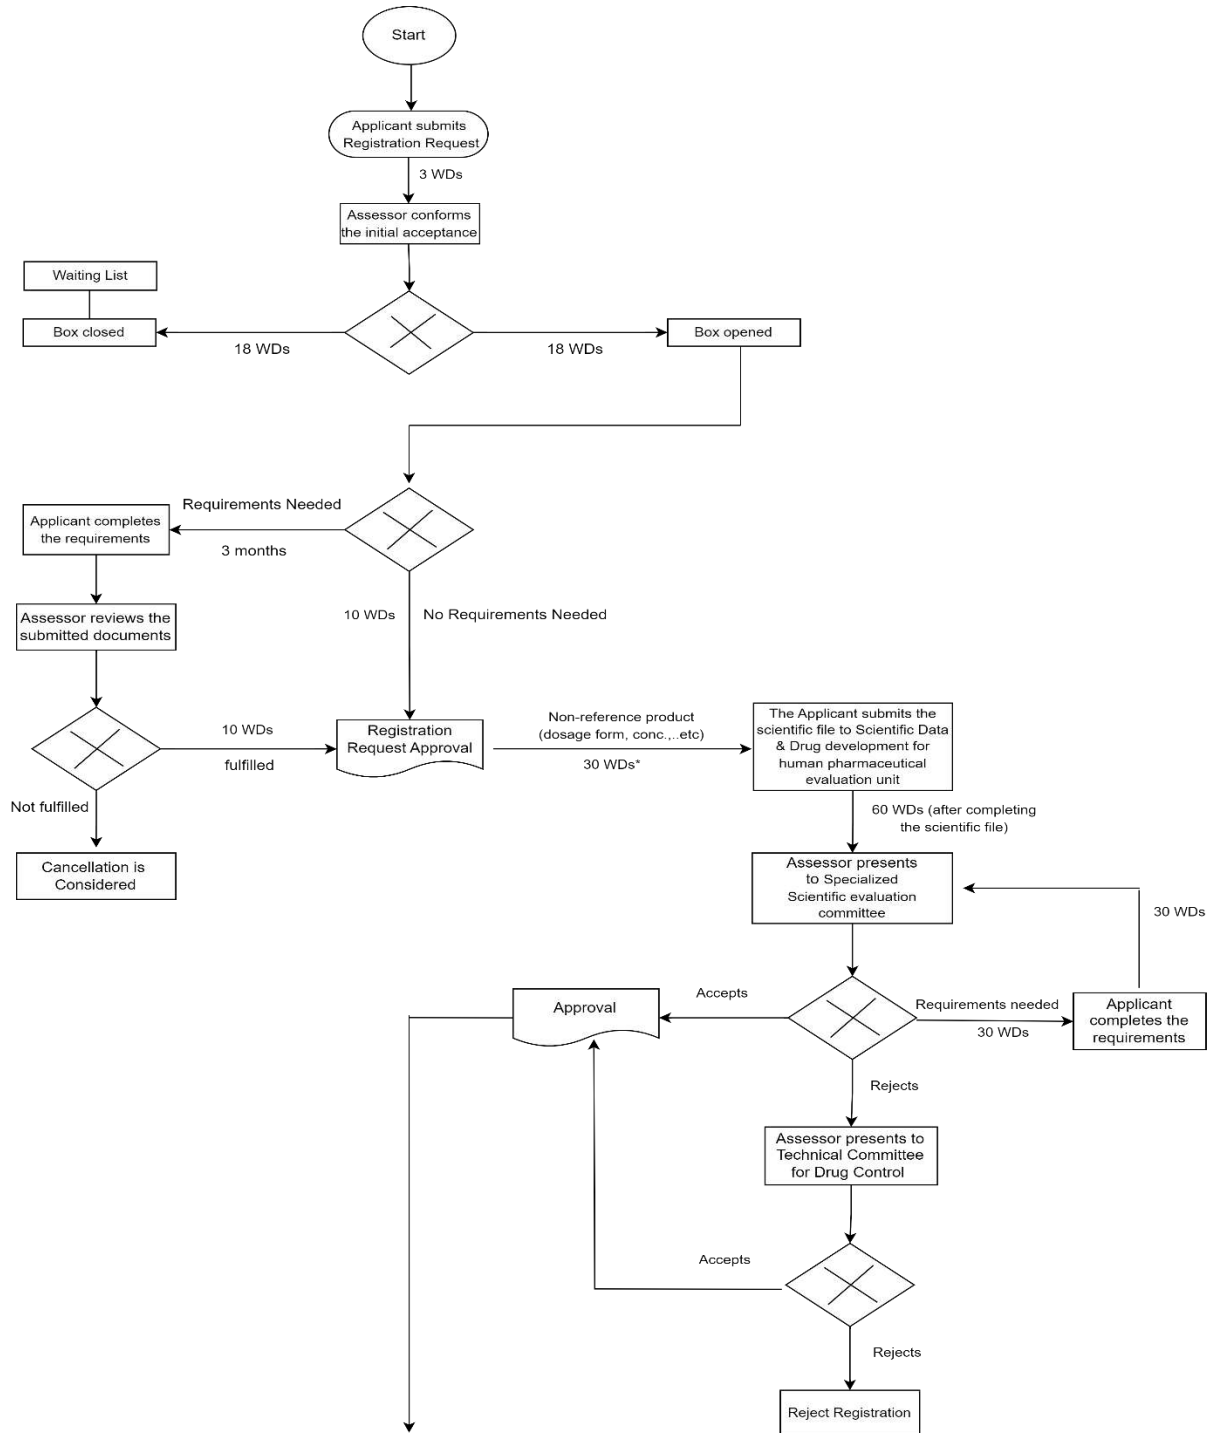 Start
Applicant submits
Registration Request
3 WDs
Assessor conforms
the initial acceptance
Waiting List
Box closed
18 WDs
18 WDs
Box opened
Requirements Needed
3 months
Applicant completes
the requirements
10 WDs
No Requirements Needed
Assessor reviews the
submitted documents
10 WDs
fulfilled
Not fulfilled
Cancellation is
Considered
Registration
Request Approval
Non-reference product
(dosage form, conc.,..etc)
30 WDs*
The Applicant submits the
scientific file to Scientific Data
& Drug development for
human pharmaceutical
evaluation unit
60 WDs (after completing
the scientific file)
Assessor presents
to Specialized
Scientific evaluation
committee
30 WDs
Accepts
Approval
Requirements needed
30 WDs
Applicant
completes the
requirements
Rejects
Assessor presents to
Technical Committee
for Drug Control
Accepts
Rejects
Reject Registration